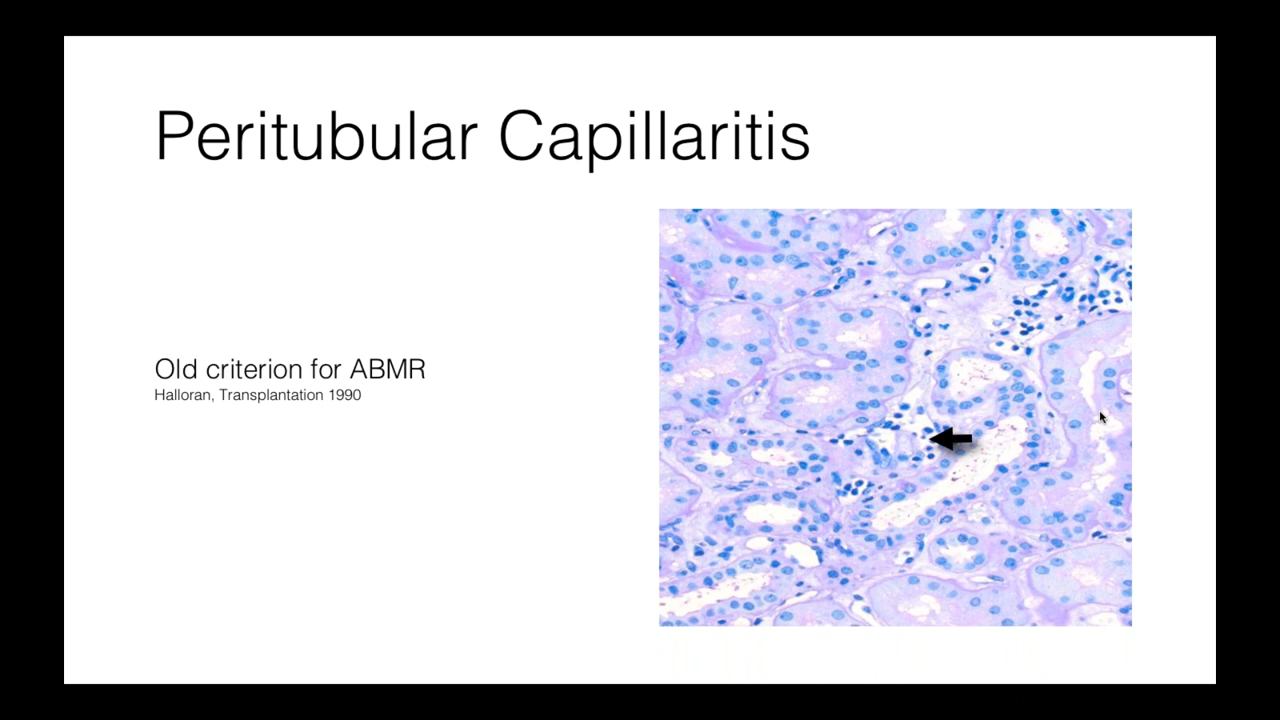 Peritubular Capillaritis
Old criterion for ABMR
Halloran, Transplantation 1990